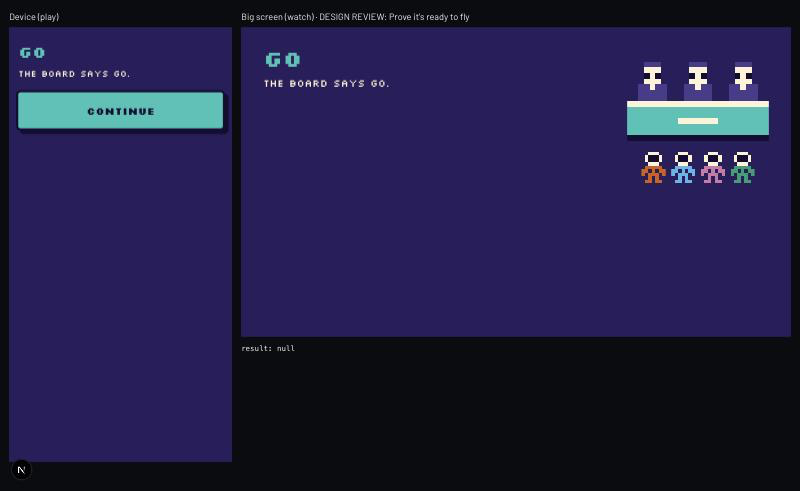 Device (play)
GO
THE BOARD SAYS GO.
CONTINUE
N
Big screen (watch) · DESIGN REVIEW: Prove it's ready to fly
GO
THE BOARD SAYS GO.
result: null